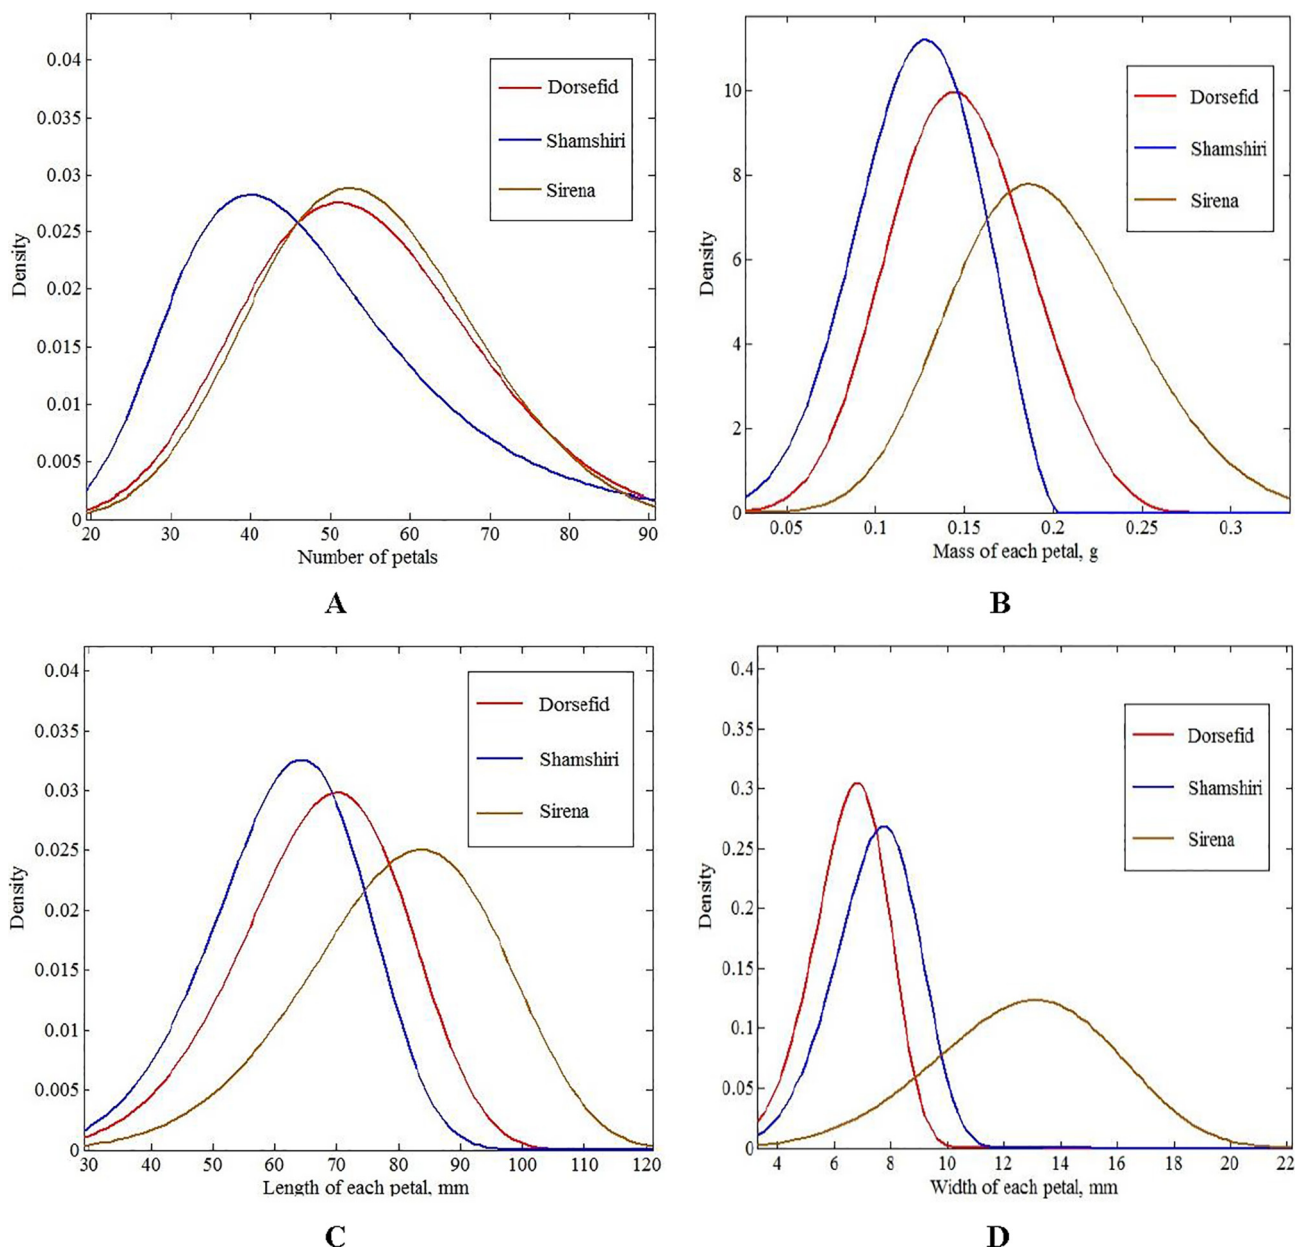 0.04
0.035
0.03
0.025
0.02
0.015
0.01
0.005
0
20 30 40 50 60 70 80 90
Density
Number of petals
Dorsefid
Shamshiri
Sirena
A
10
8
6
4
2
0
0.05 0.1 0.15 0.2 0.25 0.3
Density
Mass of each petal, g
Dorsefid
Shamshiri
Sirena
B
0.04
0.035
0.03
0.025
0.02
0.015
0.01
0.005
0
30 40 50 60 70 80 90 100 110 120
Density
Length of each petal, mm
Dorsefid
Shamshiri
Sirena
C
0.4
0.35
0.3
0.25
0.2
0.15
0.1
0.05
0
4 6 8 10 12 14 16 18 20 22
Density
Width of each petal, mm
Dorsefid
Shamshiri
Sirena
D